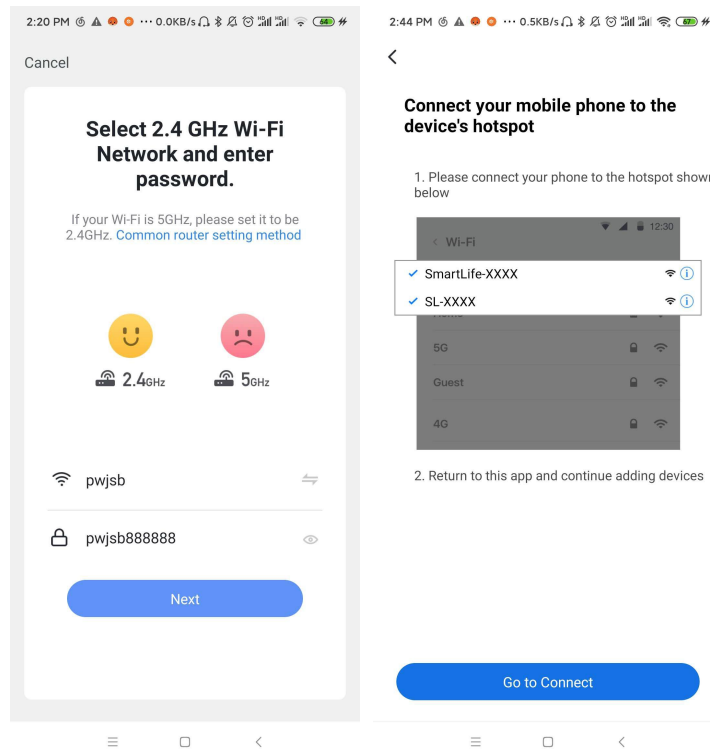 2:20 PM ... 0.0KB/s HD HD 64
Cancel
Select 2.4 GHz Wi-Fi
Network and enter
password.
If your Wi-Fi is 5GHz, please set it to be
2.4GHz. Common router setting method
2.4GHz 5GHz
pwjsb
pwjsb888888
Next
2:44 PM ... 0.5KB/s HD HD 67
Connect your mobile phone to the
device's hotspot
1. Please connect your phone to the hotspot shown
below
12:30
< Wi-Fi
SmartLife-XXXX
SL-XXXX
5G
Guest
4G
2. Return to this app and continue adding devices
Go to Connect